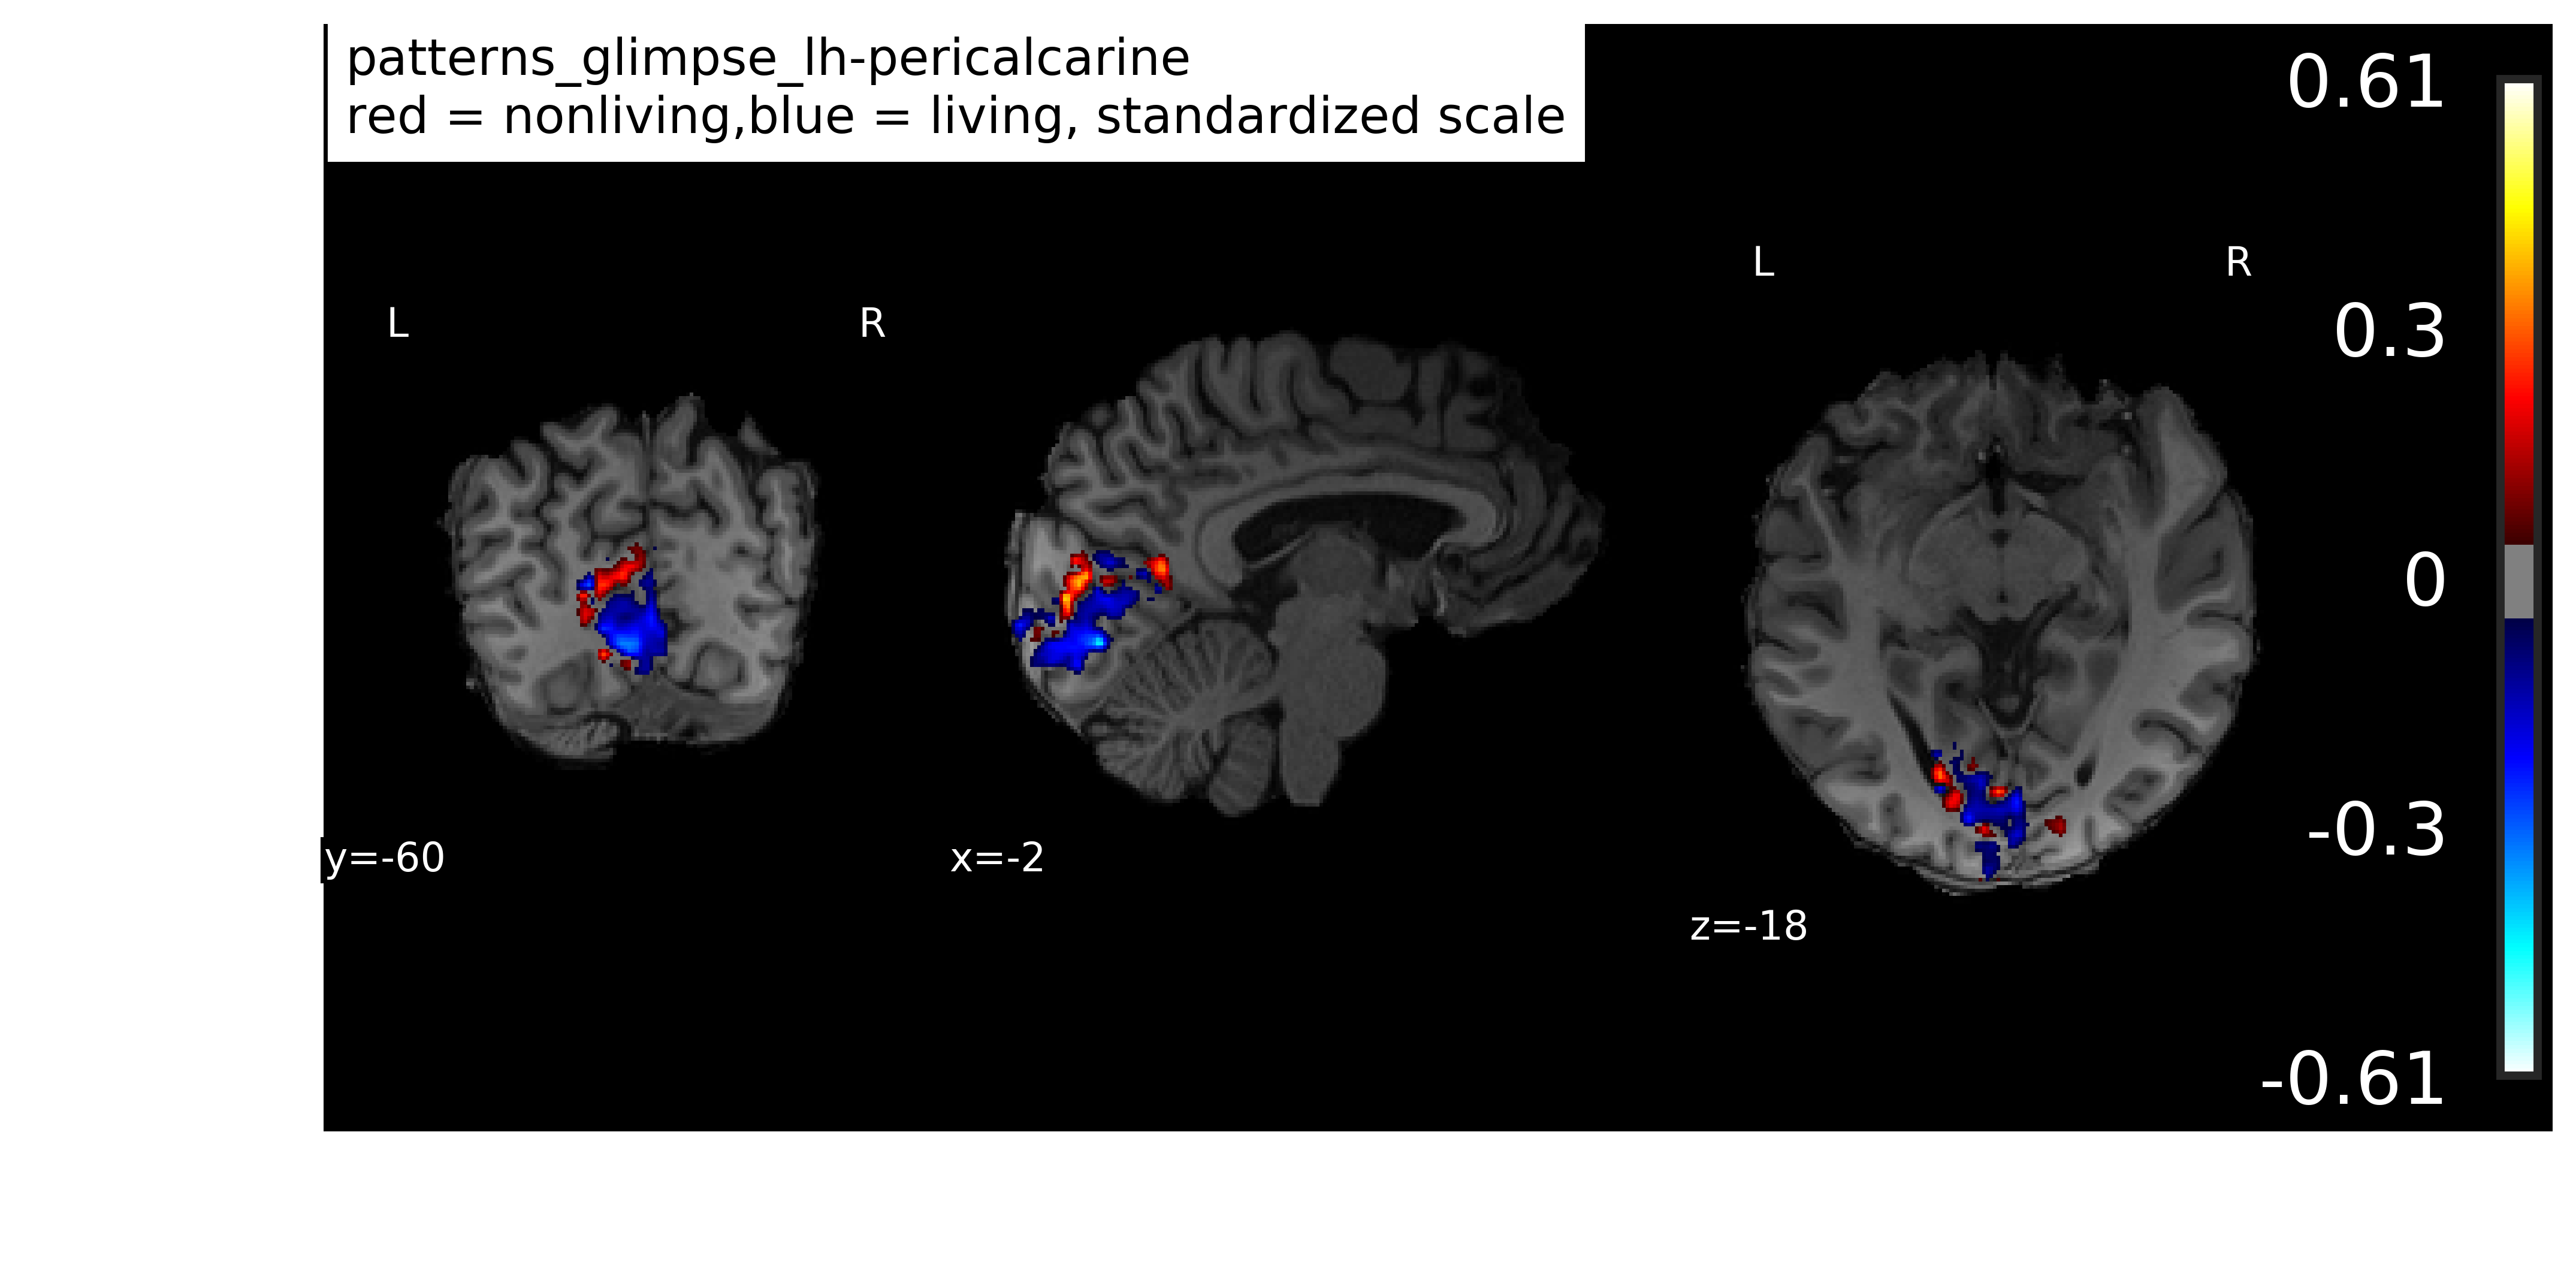 patterns_glimpse_lh-pericalcarine
red = nonliving,blue = living, standardized scale
L
R
L
R
y=-60
x=-2
z=-18
0.61
0.3
0
-0.3
-0.61